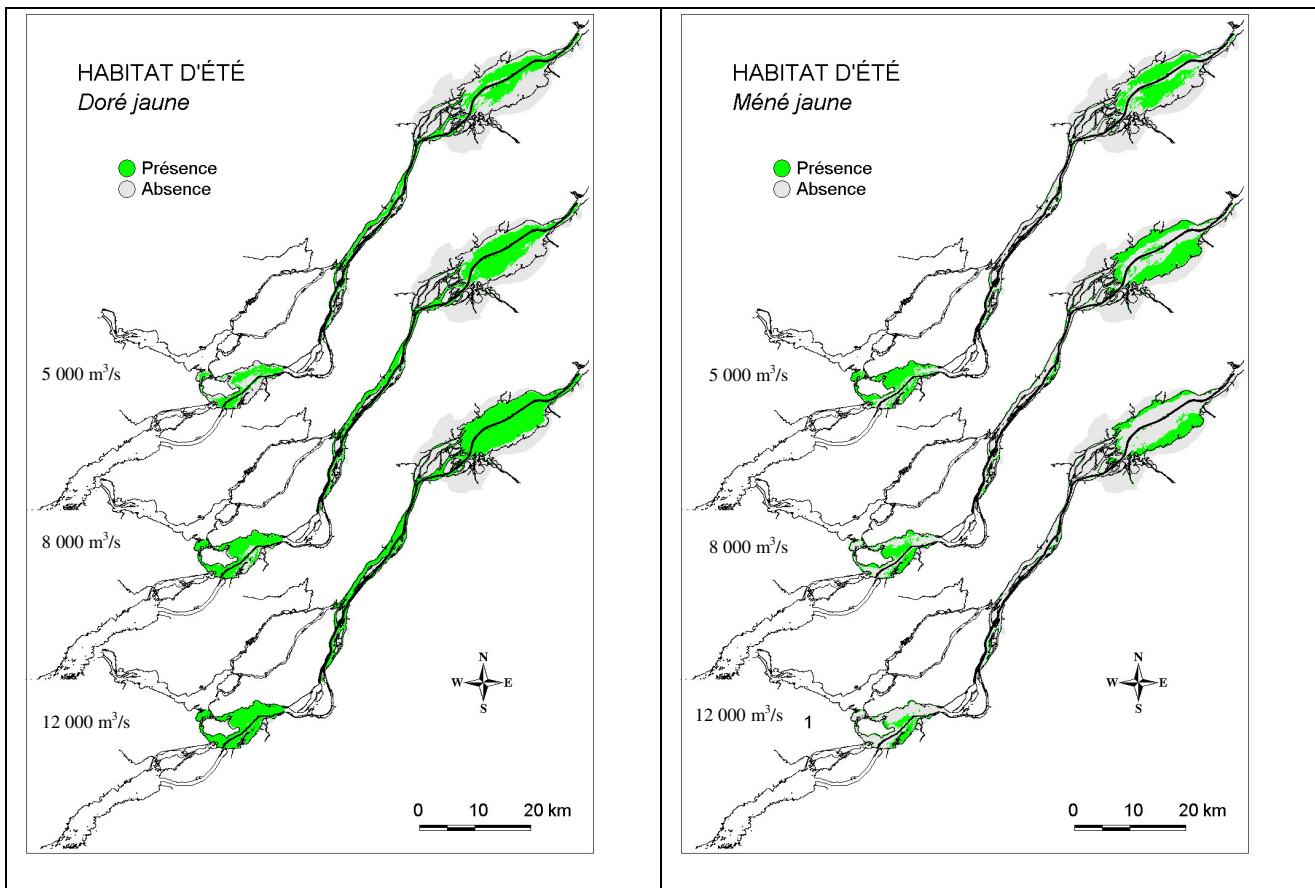 HABITAT D'ÉTÉ
Doré jaune
Présence
Absence
5 000 m³/s
8 000 m³/s
12 000 m³/s
N
W E
S
0 10 20 km
HABITAT D'ÉTÉ
Méné jaune
Présence
Absence
5 000 m³/s
8 000 m³/s
12 000 m³/s 1
N
W E
S
0 10 20 km